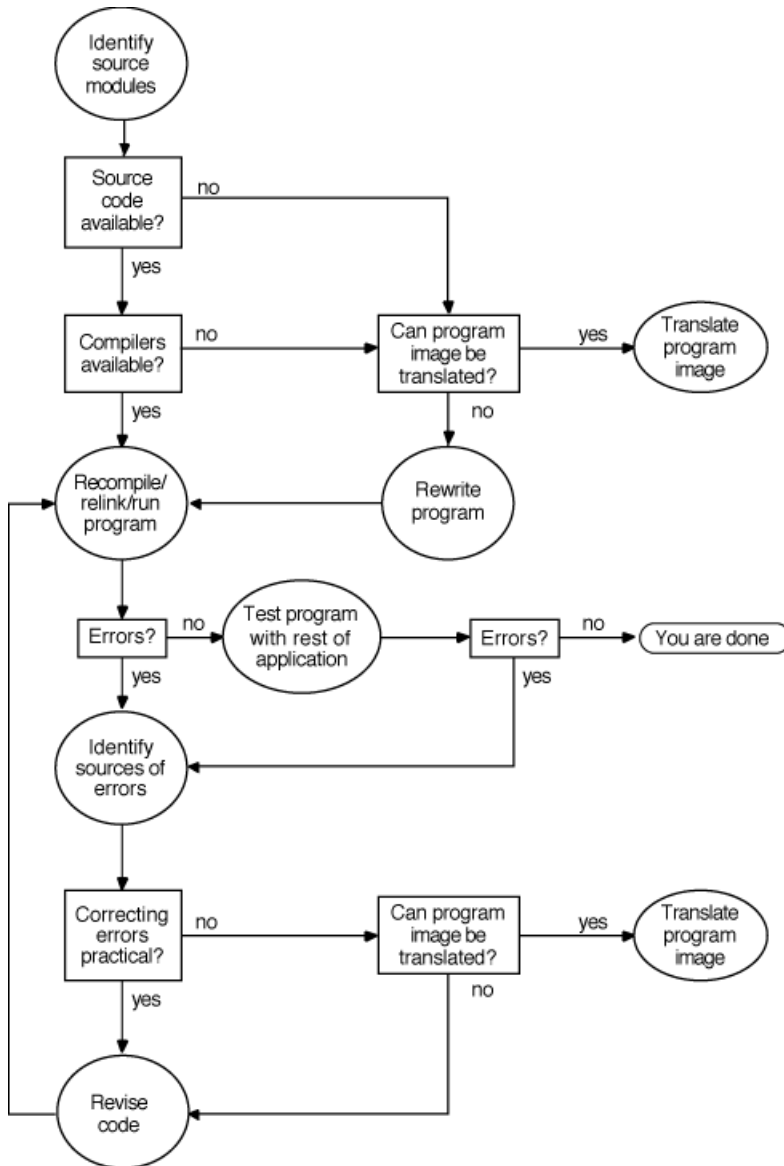 Identify
source
modules
Source
code
available?
no
yes
Compilers
available?
no
Can program
image be
translated?
yes
Translate
program
image
yes
no
Recompile/
relink/run
program
Rewrite
program
Errors?
no
Test program
with rest of
application
Errors?
no
You are done
yes
yes
Identify
sources of
errors
Correcting
errors
practical?
no
Can program
image be
translated?
yes
Translate
program
image
yes
no
Revise
code